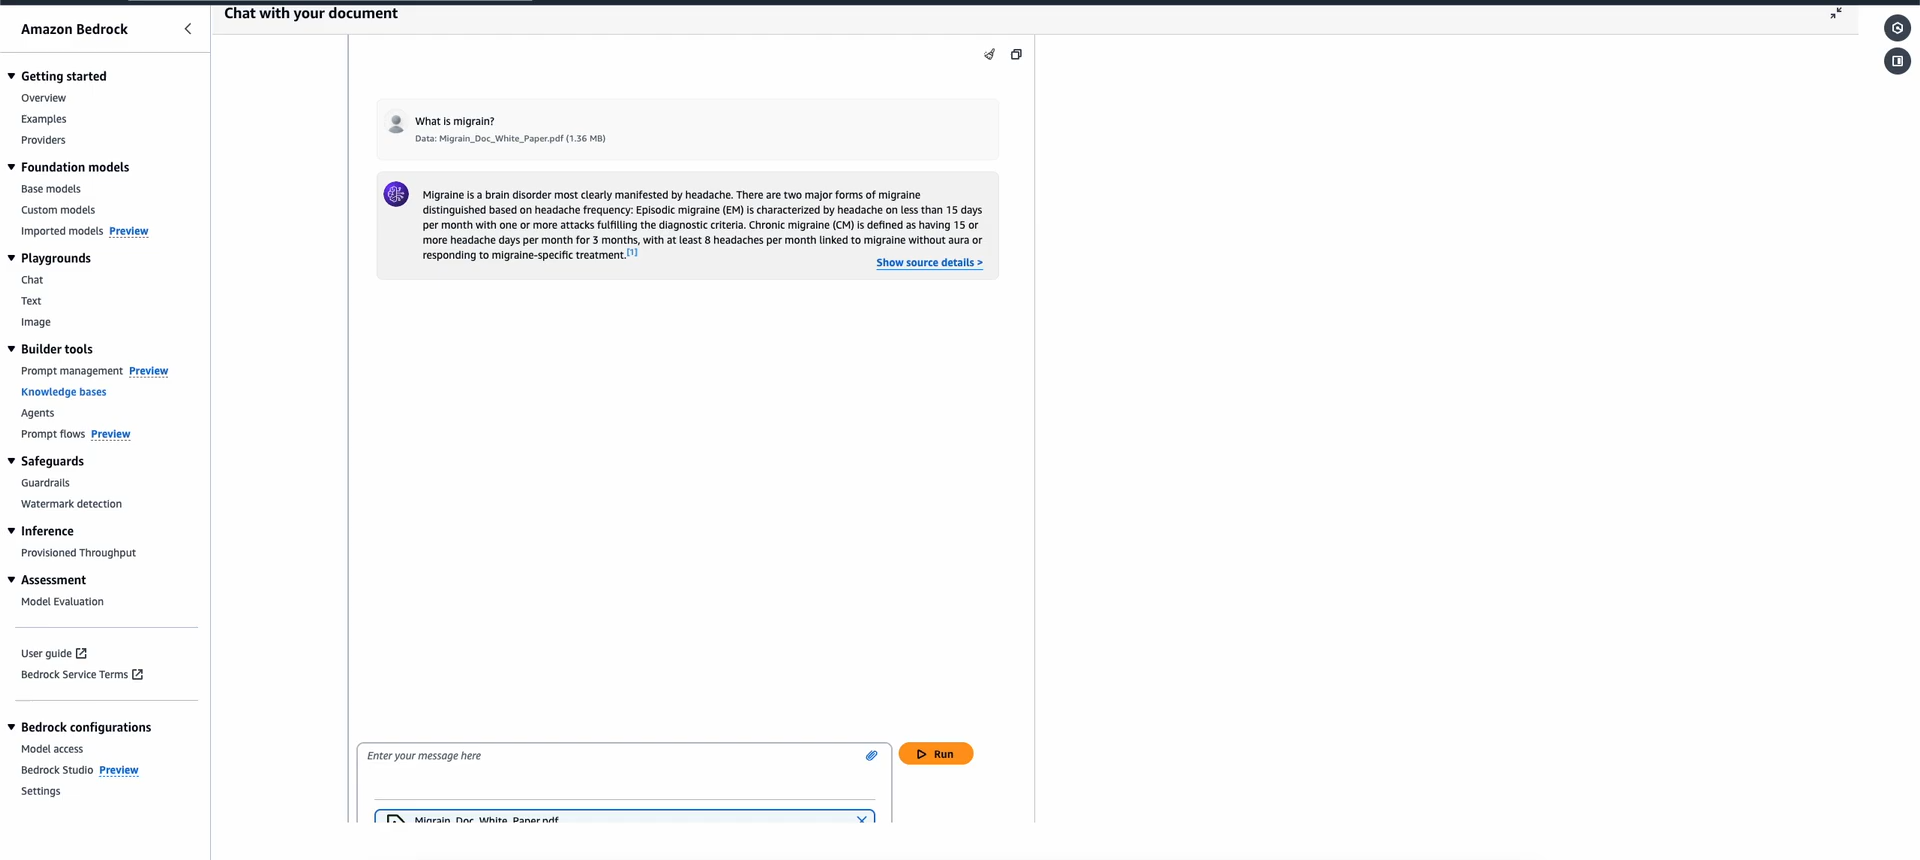 Amazon Bedrock
Getting started
Overview
Examples
Providers
Foundation models
Base models
Custom models
Imported models Preview
Playgrounds
Chat
Text
Image
Builder tools
Prompt management Preview
Knowledge bases
Agents
Prompt flows Preview
Safeguards
Guardrails
Watermark detection
Inference
Provisioned Throughput
Assessment
Model Evaluation
User guide
Bedrock Service Terms
Bedrock configurations
Model access
Bedrock Studio Preview
Settings
Chat with your document
What is migrain?
Data: Migrain_Doc_White_Paper.pdf (1.36 MB)
Migraine is a brain disorder most clearly manifested by headache. There are two major forms of migraine
distinguished based on headache frequency: Episodic migraine (EM) is characterized by headache on less than 15 days
per month with one or more attacks fulfilling the diagnostic criteria. Chronic migraine (CM) is defined as having 15 or
more headache days per month for 3 months, with at least 8 headaches per month linked to migraine without aura or
responding to migraine-specific treatment.[1]
Show source details >
Enter your message here
Run
Migrain_Doc_White_Paper.pdf